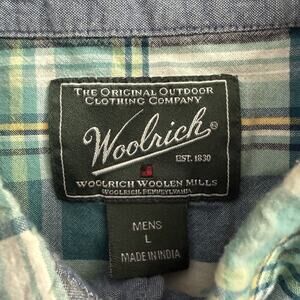 THE ORIGINAL OUTDOOR
CLOTHING COMPANY
Woolrich®
EST. 1830
WOOLRICH WOOLEN MILLS
WOOLRICH, PENNSYLVANIA
MENS
L
MADE IN INDIA